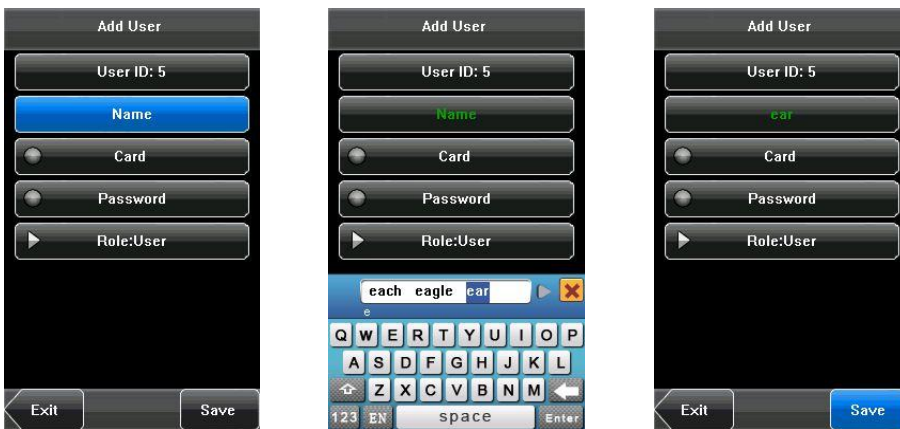 Add User
User ID: 5
Name
Card
Password
Role:User
Exit
Save
Add User
User ID: 5
Name
Card
Password
Role:User
each eagle ear
e
Q W E R T Y U I O P
A S D F G H J K L
Z X C V B N M
123 EN space Enter
Add User
User ID: 5
ear
Card
Password
Role:User
Exit
Save